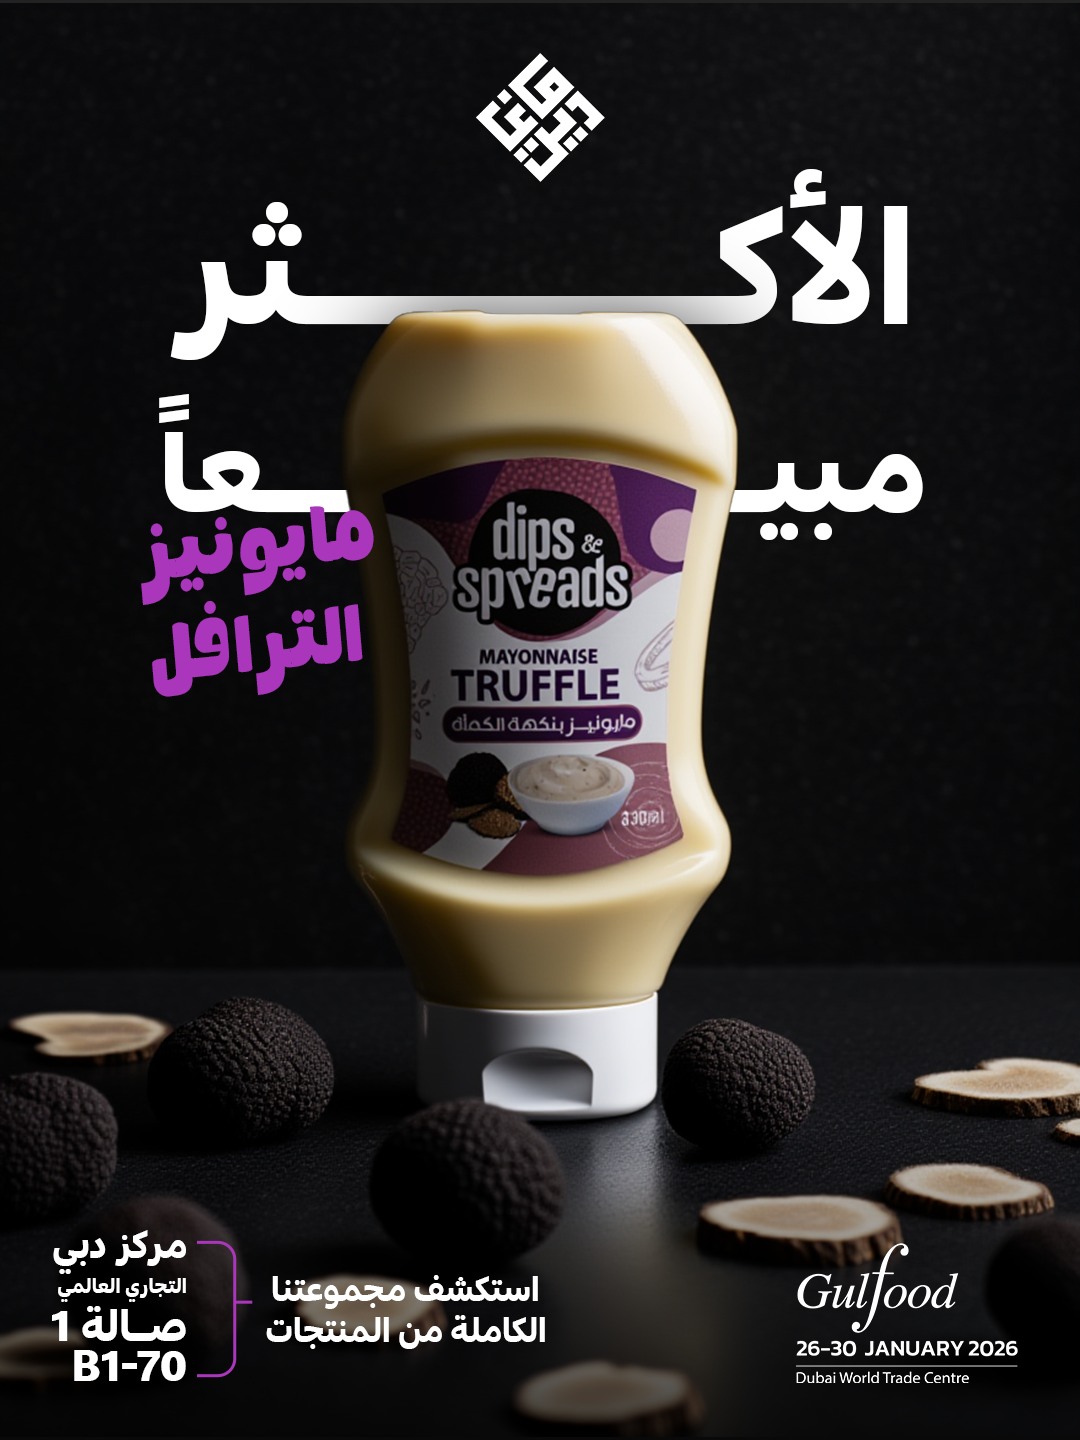 الأكثر
مبيعاً
مايونيز
الترافل
dips &
spreads
MAYONNAISE
TRUFFLE
مايونيز بنكهة الكمأة
استكشف مجموعتنا
الكاملة من المنتجات
مركز دبي
التجاري العالمي
صالة 1
B1-70
Gulfood
26-30 JANUARY 2026
Dubai World Trade Centre